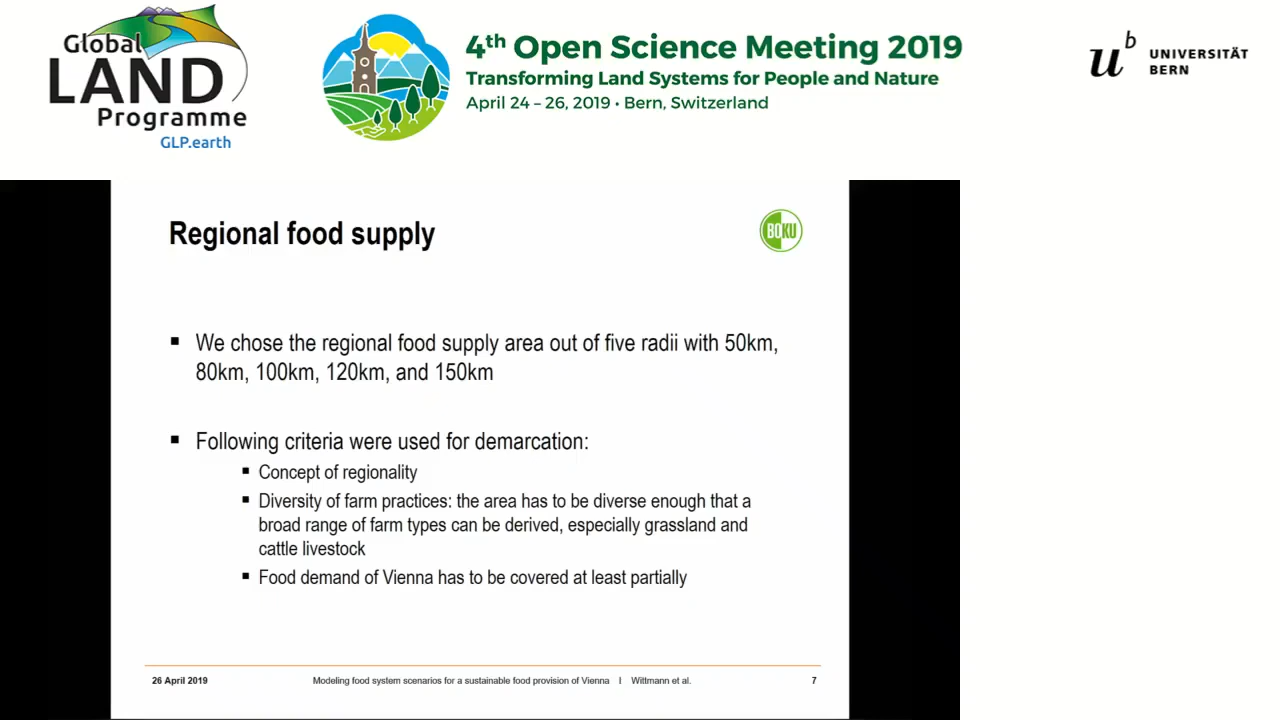 Global
LAND
Programme
GLP.earth
4th Open Science Meeting 2019
Transforming Land Systems for People and Nature
April 24 – 26, 2019 • Bern, Switzerland
u b
UNIVERSITÄT
BERN
Regional food supply
BOKU
▪ We chose the regional food supply area out of five radii with 50km,
80km, 100km, 120km, and 150km
▪ Following criteria were used for demarcation:
▪ Concept of regionality
▪ Diversity of farm practices: the area has to be diverse enough that a
broad range of farm types can be derived, especially grassland and
cattle livestock
▪ Food demand of Vienna has to be covered at least partially
26 April 2019 Modeling food system scenarios for a sustainable food provision of Vienna I Wittmann et al. 7